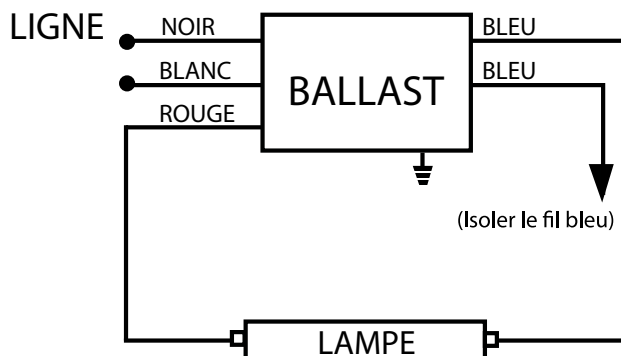 LIGNE
NOIR
BLANC
ROUGE
BALLAST
BLEU
BLEU
(Isoler le fil bleu)
LAMPE